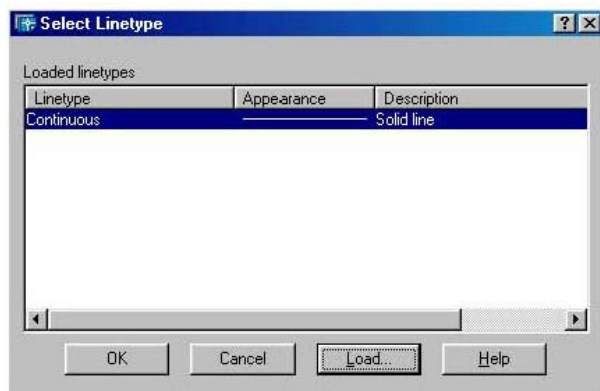 Select Linetype
Loaded linetypes
Linetype Appearance Description
Continuous Solid line
OK Cancel Load... Help